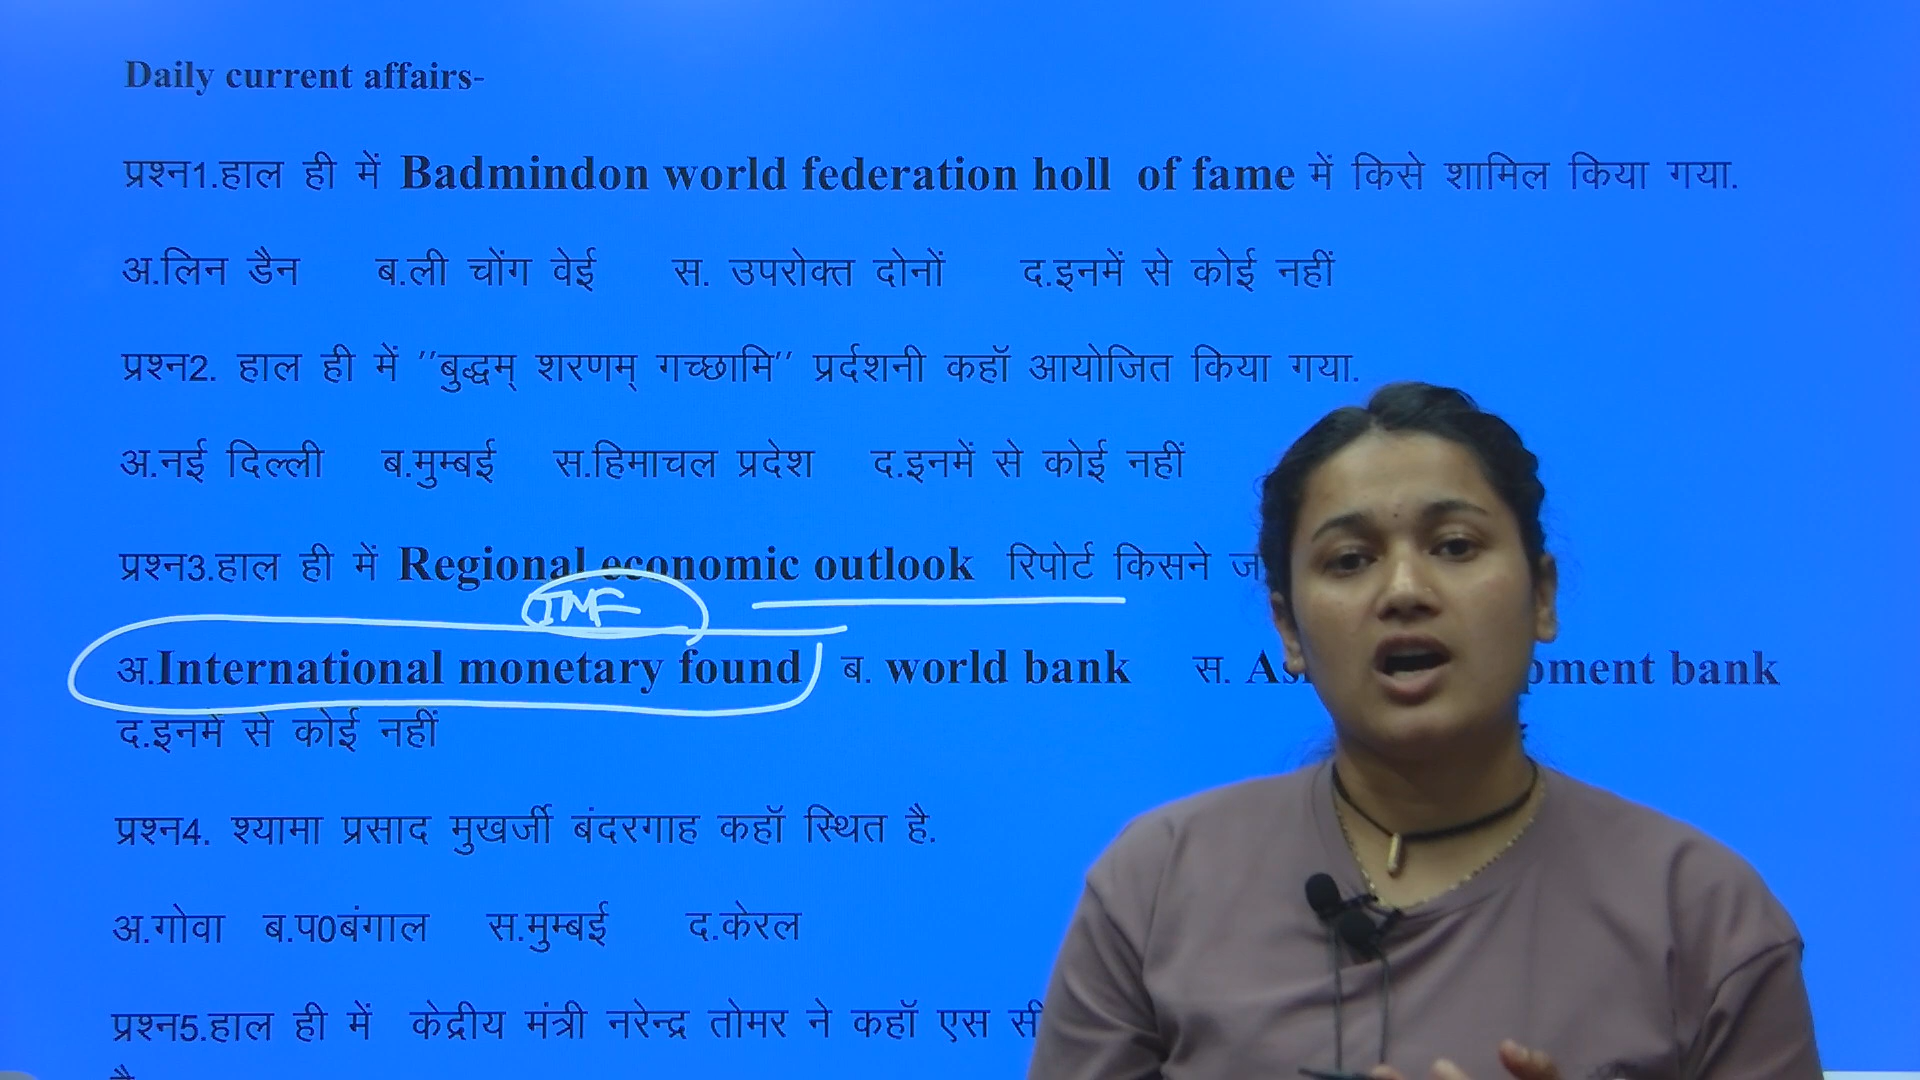 Daily current affairs-
प्रश्न1.हाल ही में Badmindon world federation holl of fame में किसे शामिल किया गया.
अ.लिन डैन ब.ली चोंग वेई स. उपरोक्त दोनों द.इनमें से कोई नहीं
प्रश्न2. हाल ही में ’’बुद्धम् शरणम् गच्छामि’’ प्रर्दशनी कहॉ आयोजित किया गया.
अ.नई दिल्ली ब.मुम्बई स.हिमाचल प्रदेश द.इनमें से कोई नहीं
प्रश्न3.हाल ही में Regional economic outlook रिपोर्ट किसने
IMF
अ.International monetary found ब. world bank स. bank
द.इनमें से कोई नहीं
प्रश्न4. श्यामा प्रसाद मुखर्जी बंदरगाह कहॉ स्थित है.
अ.गोवा ब.प0बंगाल स.मुम्बई द.केरल
प्रश्न5.हाल ही में केद्रीय मंत्री नरेन्द्र तोमर ने कहॉ एस सी